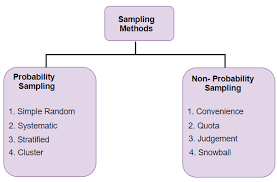 Sampling
Methods
Probability
Sampling
1. Simple Random
2. Systematic
3. Stratified
4. Cluster
Non- Probability
Sampling
1. Convenience
2. Quota
3. Judgement
4. Snowball